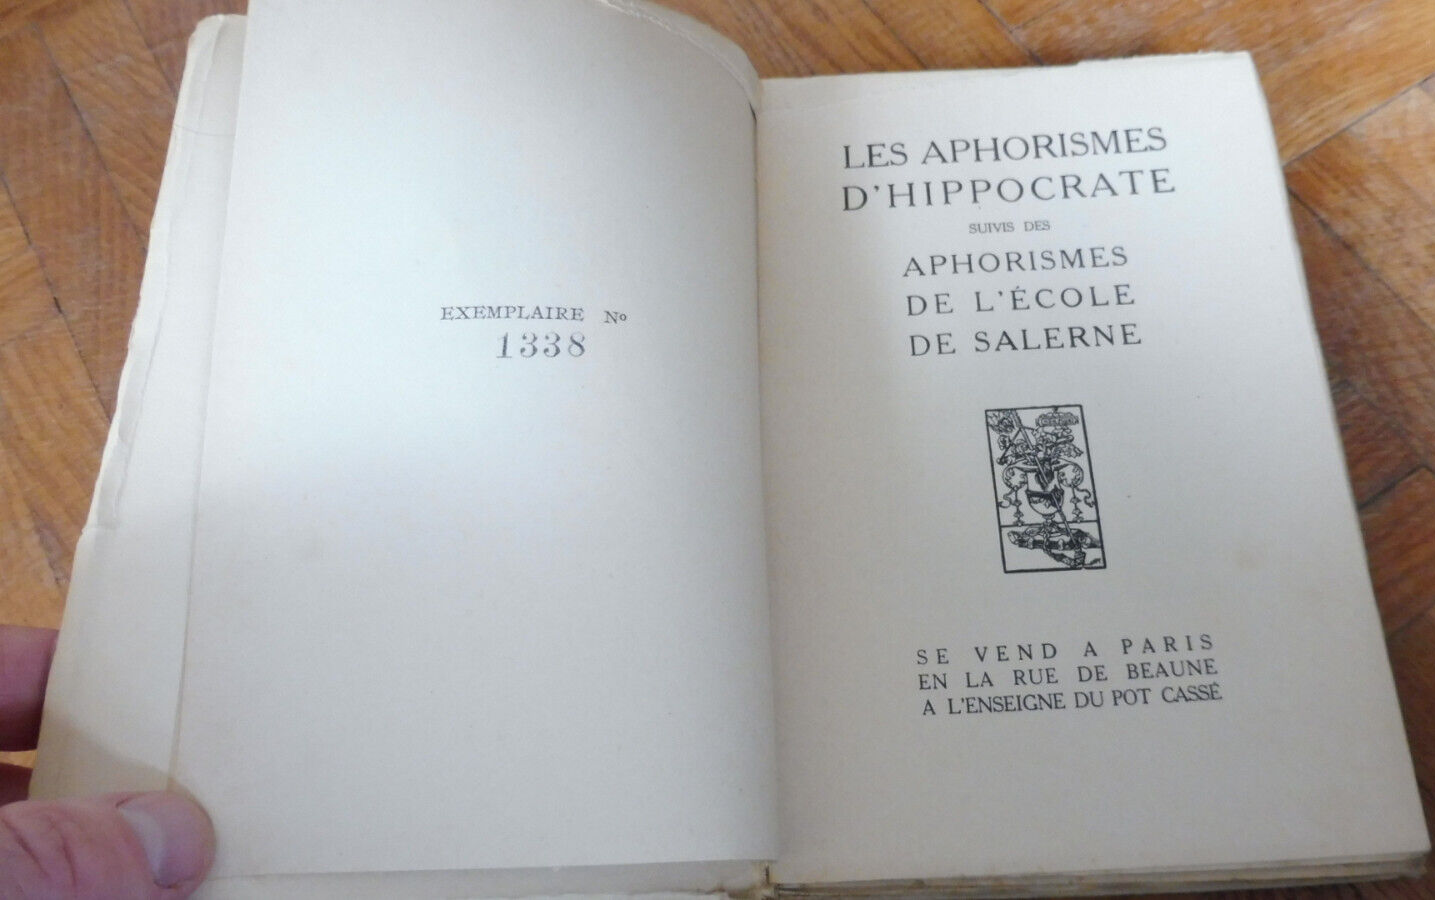 EXEMPLAIRE No
1338
LES APHORISMES
D'HIPPOCRATE
SUIVIS DES
APHORISMES
DE L'ÉCOLE
DE SALERNE
SE VEND A PARIS
EN LA RUE DE BEAUNE
A L'ENSEIGNE DU POT CASSÉ